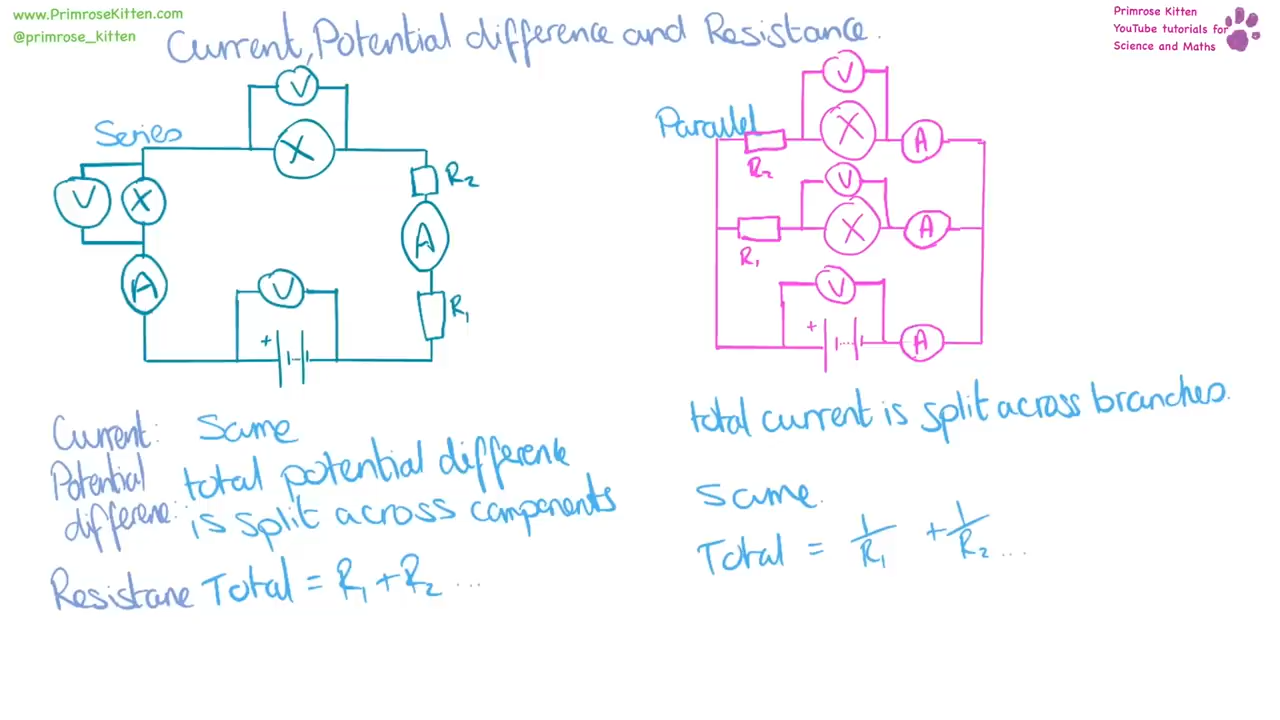 www.PrimroseKitten.com
@primrose_kitten
Primrose Kitten
YouTube tutorials for
Science and Maths
Current, Potential difference and Resistance.
Series
V
X
R2
V
X
A
A
V
R1
+
Parallel
V
X
A
R2
V
X
A
R1
V
+
A
Current: Same
Potential total potential difference
difference: is split across components
Resistane Total = R1 + R2 ...
total current is split across branches.
Same.
Total = 1/R1 + 1/R2 ...